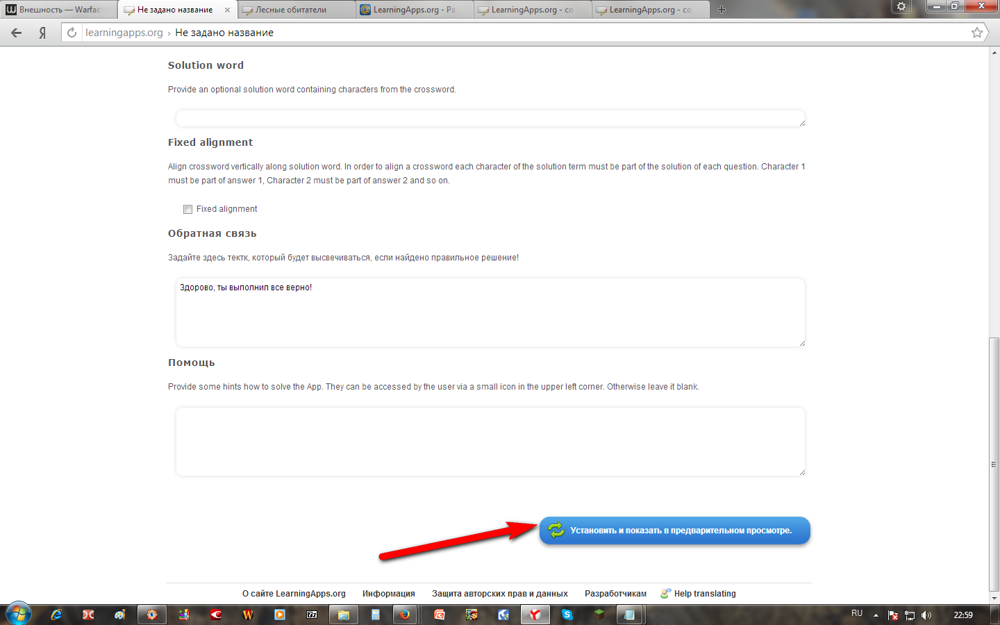 Внешность — Warfac
Не задано название
Лесные обитатели
LearningApps.org - Ра
LearningApps.org - со
LearningApps.org - со
Я
learningapps.org › Не задано название
Solution word
Provide an optional solution word containing characters from the crossword.
Fixed alignment
Align crossword vertically along solution word. In order to align a crossword each character of the solution term must be part of the solution of each question. Character 1
must be part of answer 1, Character 2 must be part of answer 2 and so on.
Fixed alignment
Обратная связь
Задайте здесь тектк, который будет высвечиваться, если найдено правильное решение!
Здорово, ты выполнил все верно!
Помощь
Provide some hints how to solve the App. They can be accessed by the user via a small icon in the upper left corner. Otherwise leave it blank.
Установить и показать в предварительном просмотре.
О сайте LearningApps.org
Информация
Защита авторских прав и данных
Разработчикам
Help translating
RU
22:59